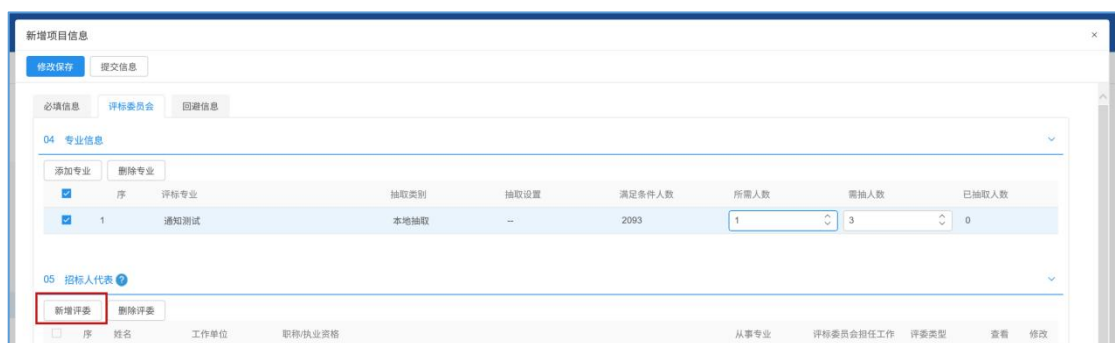 新增项目信息 ×
修改保存 提交信息
必填信息 评标委员会 回避信息
04 专业信息
添加专业 删除专业
序 评标专业 抽取类别 抽取设置 满足条件人数 所需人数 需抽人数 已抽取人数
1 通知测试 本地抽取 -- 2093 1 3 0
05 招标人代表 ?
新增评委 删除评委
序 姓名 工作单位 职称/执业资格 从事专业 评标委员会担任工作 评委类型 查看 修改